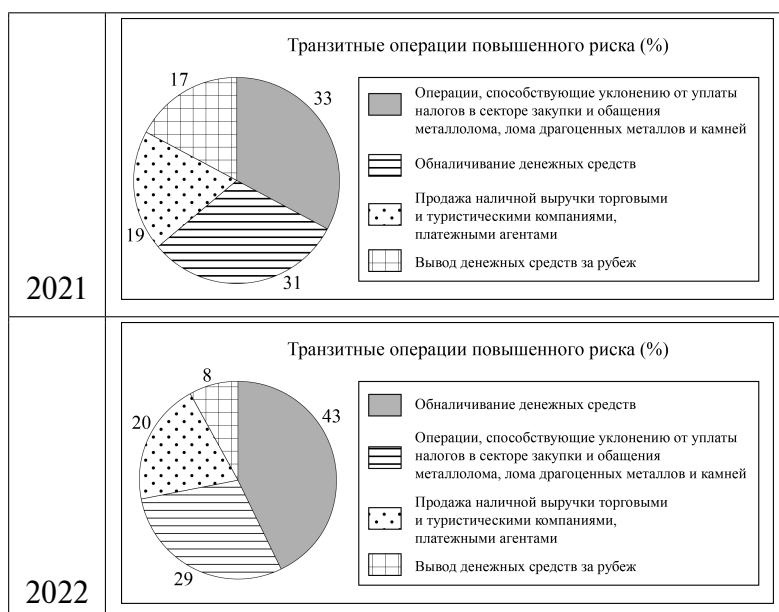 Транзитные операции повышенного риска (%)
17
33
19
31
Операции, способствующие уклонению от уплаты
налогов в секторе закупки и обащения
металлолома, лома драгоценных металлов и камней
Обналичивание денежных средств
Продажа наличной выручки торговыми
и туристическими компаниями,
платежными агентами
Вывод денежных средств за рубеж
2021
Транзитные операции повышенного риска (%)
8
43
20
29
Обналичивание денежных средств
Операции, способствующие уклонению от уплаты
налогов в секторе закупки и обащения
металлолома, лома драгоценных металлов и камней
Продажа наличной выручки торговыми
и туристическими компаниями,
платежными агентами
Вывод денежных средств за рубеж
2022